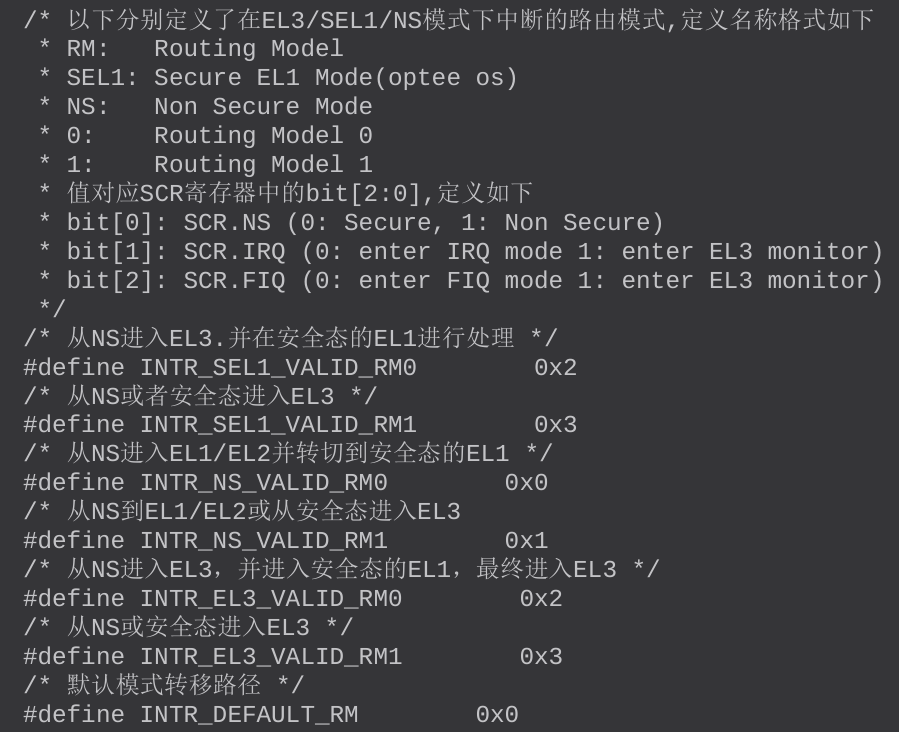 /* 以下分别定义了在EL3/SEL1/NS模式下中断的路由模式,定义名称格式如下
 * RM:   Routing Model
 * SEL1: Secure EL1 Mode(optee os)
 * NS:   Non Secure Mode
 * 0:    Routing Model 0
 * 1:    Routing Model 1
 * 值对应SCR寄存器中的bit[2:0],定义如下
 * bit[0]: SCR.NS (0: Secure, 1: Non Secure)
 * bit[1]: SCR.IRQ (0: enter IRQ mode 1: enter EL3 monitor)
 * bit[2]: SCR.FIQ (0: enter FIQ mode 1: enter EL3 monitor)
 */
/* 从NS进入EL3.并在安全态的EL1进行处理 */
#define INTR_SEL1_VALID_RM0        0x2
/* 从NS或者安全态进入EL3 */
#define INTR_SEL1_VALID_RM1        0x3
/* 从NS进入EL1/EL2并转切到安全态的EL1 */
#define INTR_NS_VALID_RM0        0x0
/* 从NS到EL1/EL2或从安全态进入EL3
#define INTR_NS_VALID_RM1        0x1
/* 从NS进入EL3，并进入安全态的EL1，最终进入EL3 */
#define INTR_EL3_VALID_RM0        0x2
/* 从NS或安全态进入EL3 */
#define INTR_EL3_VALID_RM1        0x3
/* 默认模式转移路径 */
#define INTR_DEFAULT_RM        0x0